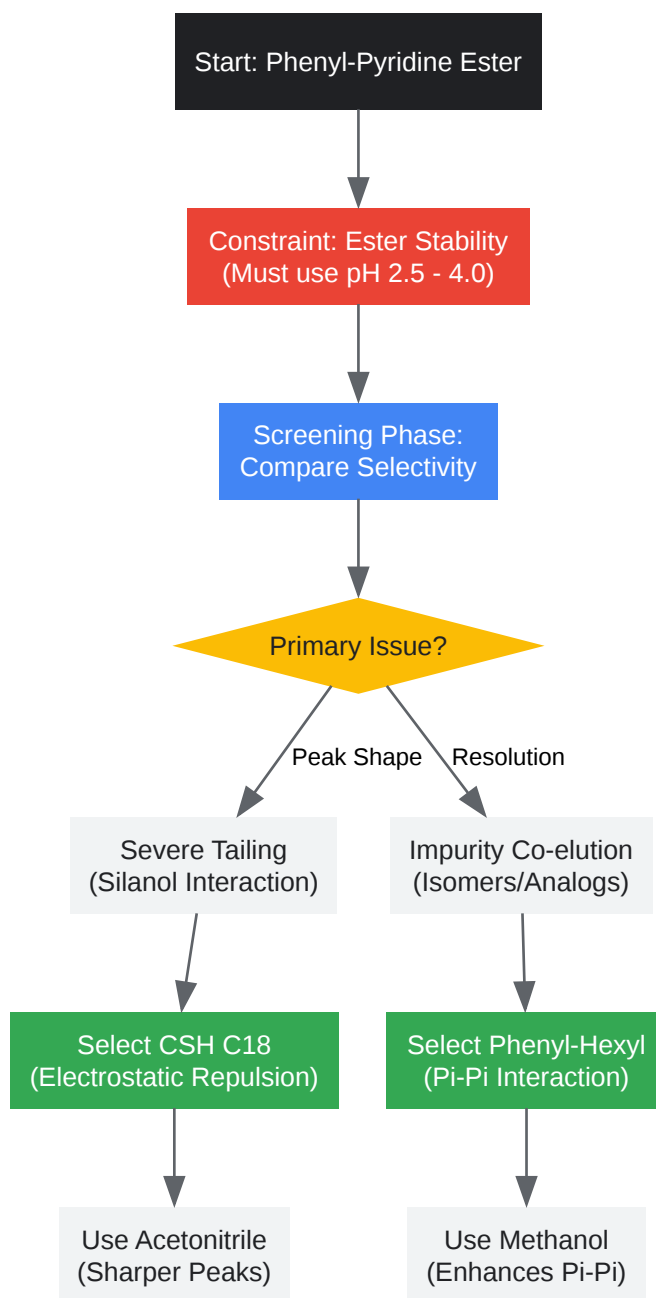 Start: Phenyl-Pyridine Ester
Constraint: Ester Stability
(Must use pH 2.5 - 4.0)
Screening Phase:
Compare Selectivity
Primary Issue?
Peak Shape
Resolution
Severe Tailing
(Silanol Interaction)
Impurity Co-elution
(Isomers/Analogs)
Select CSH C18
(Electrostatic Repulsion)
Select Phenyl-Hexyl
(Pi-Pi Interaction)
Use Acetonitrile
(Sharper Peaks)
Use Methanol
(Enhances Pi-Pi)